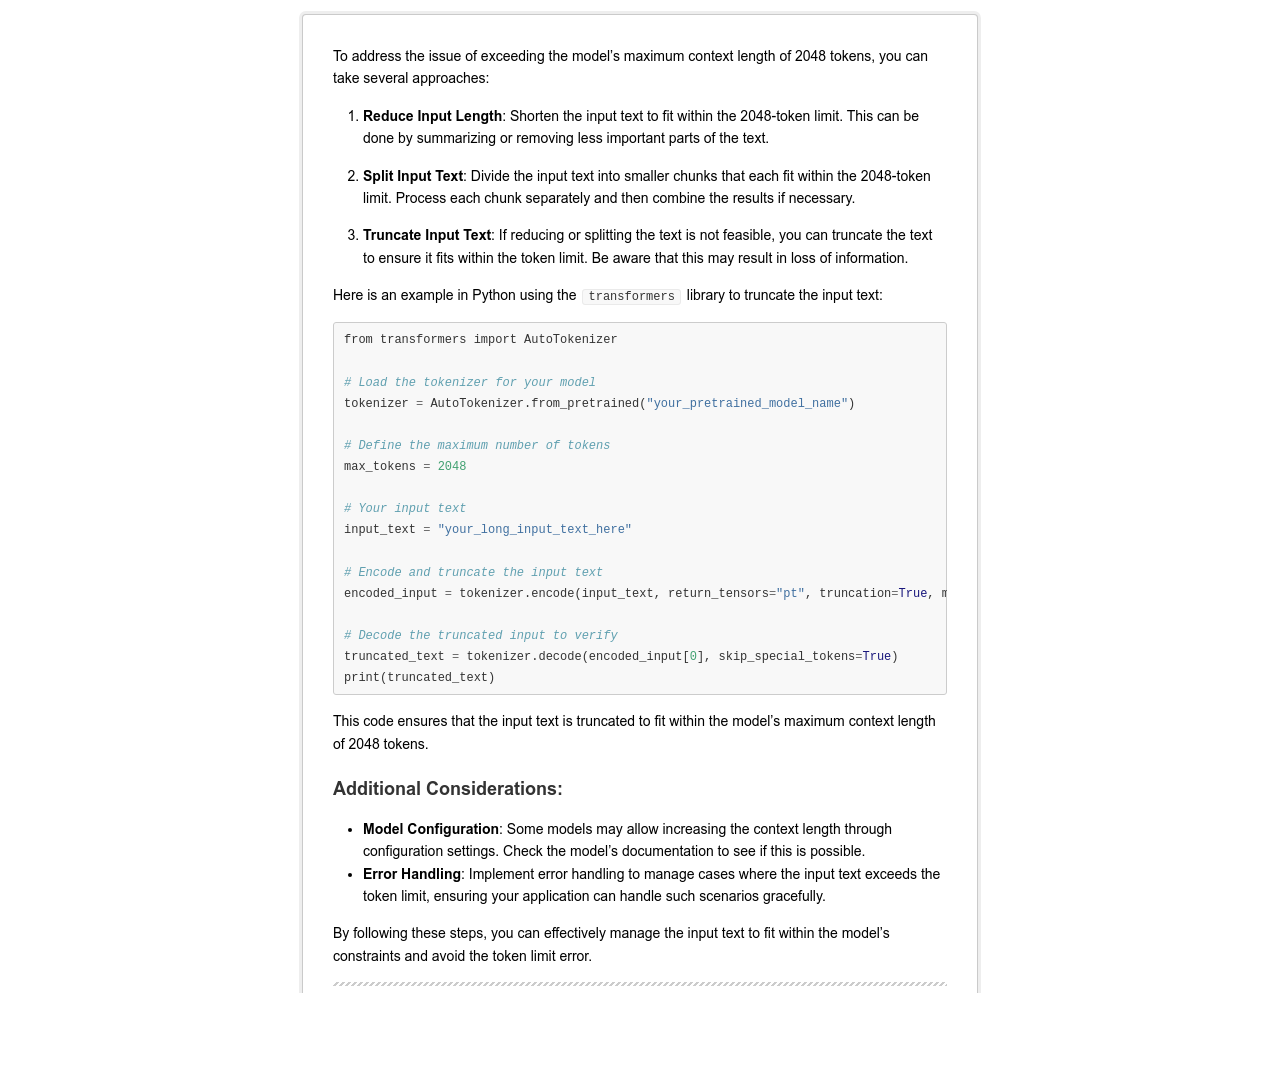 To address the issue of exceeding the model’s maximum context length of 2048 tokens, you can
take several approaches:
1. Reduce Input Length: Shorten the input text to fit within the 2048-token limit. This can be
done by summarizing or removing less important parts of the text.
2. Split Input Text: Divide the input text into smaller chunks that each fit within the 2048-token
limit. Process each chunk separately and then combine the results if necessary.
3. Truncate Input Text: If reducing or splitting the text is not feasible, you can truncate the text
to ensure it fits within the token limit. Be aware that this may result in loss of information.
Here is an example in Python using the transformers library to truncate the input text:
from transformers import AutoTokenizer
# Load the tokenizer for your model
tokenizer = AutoTokenizer.from_pretrained("your_pretrained_model_name")
# Define the maximum number of tokens
max_tokens = 2048
# Your input text
input_text = "your_long_input_text_here"
# Encode and truncate the input text
encoded_input = tokenizer.encode(input_text, return_tensors="pt", truncation=True,
# Decode the truncated input to verify
truncated_text = tokenizer.decode(encoded_input[0], skip_special_tokens=True)
print(truncated_text)
This code ensures that the input text is truncated to fit within the model’s maximum context length
of 2048 tokens.
Additional Considerations:
• Model Configuration: Some models may allow increasing the context length through
configuration settings. Check the model’s documentation to see if this is possible.
• Error Handling: Implement error handling to manage cases where the input text exceeds the
token limit, ensuring your application can handle such scenarios gracefully.
By following these steps, you can effectively manage the input text to fit within the model’s
constraints and avoid the token limit error.